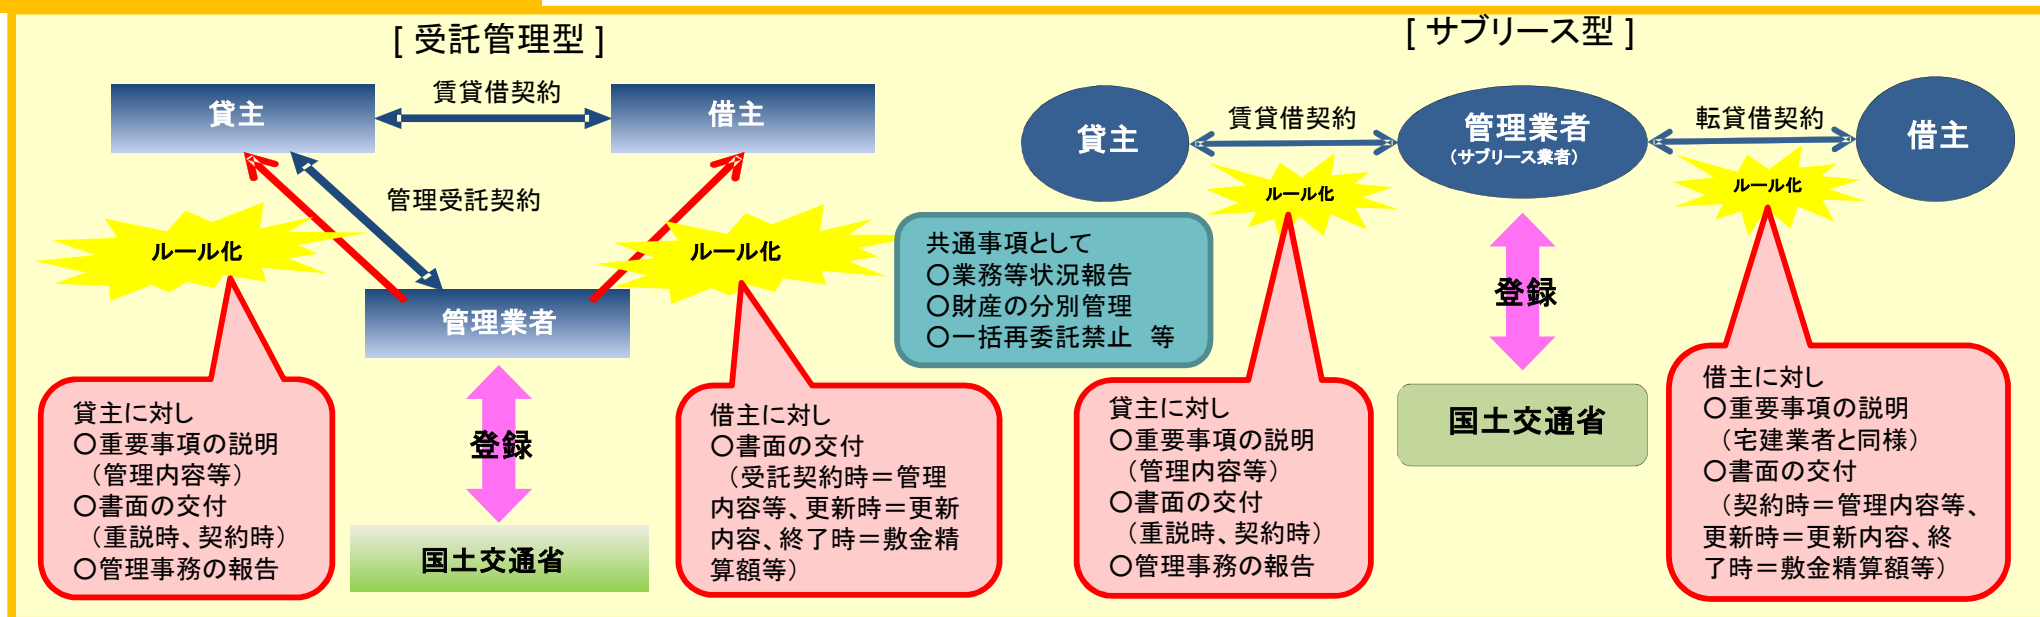 [ 受託管理型 ]
貸主
賃貸借契約
借主
管理受託契約
ルール化
ルール化
管理業者
登録
国土交通省
貸主に対し
〇重要事項の説明
（管理内容等）
〇書面の交付
（重説時、契約時）
〇管理事務の報告
借主に対し
〇書面の交付
（受託契約時＝管理
内容等、更新時＝更新
内容、終了時＝敷金精
算額等）
共通事項として
〇業務等状況報告
〇財産の分別管理
〇一括再委託禁止　等
[ サブリース型 ]
貸主
賃貸借契約
管理業者
（サブリース業者）
転貸借契約
借主
ルール化
ルール化
登録
国土交通省
貸主に対し
〇重要事項の説明
（管理内容等）
〇書面の交付
（重説時、契約時）
〇管理事務の報告
借主に対し
〇重要事項の説明
（宅建業者と同様）
〇書面の交付
（契約時＝管理内容等、
更新時＝更新内容、終
了時＝敷金精算額等）